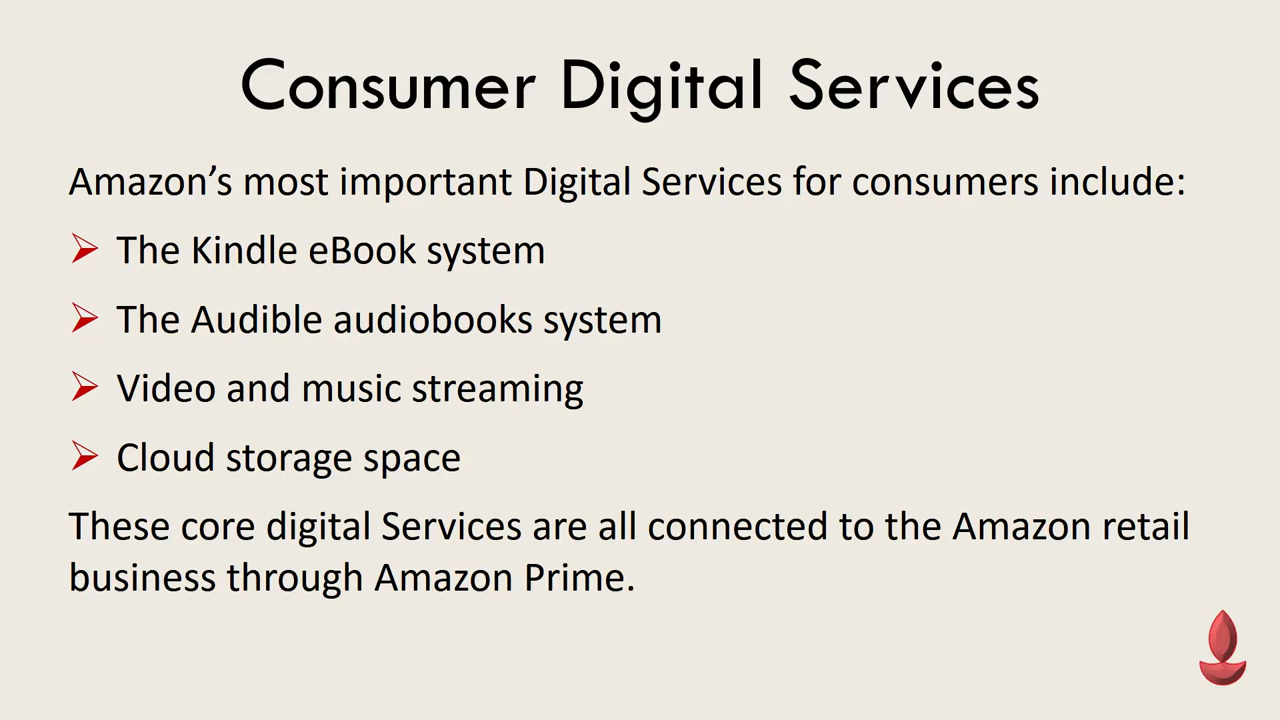 Consumer Digital Services
Amazon’s most important Digital Services for consumers include:
➢ The Kindle eBook system
➢ The Audible audiobooks system
➢ Video and music streaming
➢ Cloud storage space
These core digital Services are all connected to the Amazon retail
business through Amazon Prime.